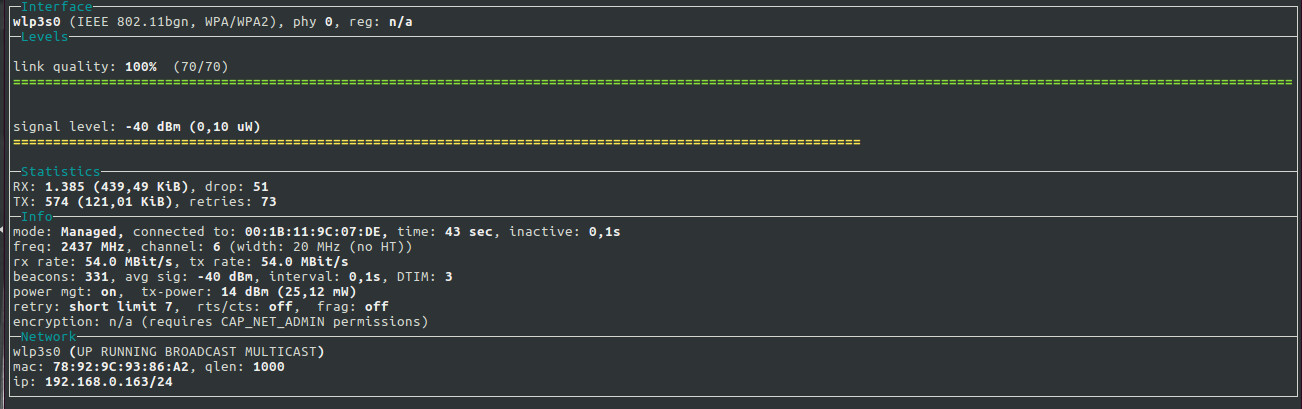 Interface
wlp3s0 (IEEE 802.11bgn, WPA/WPA2), phy 0, reg: n/a
Levels
link quality: 100%  (70/70)
signal level: -40 dBm (0,10 uW)
Statistics
RX: 1.385 (439,49 KiB), drop: 51
TX: 574 (121,01 KiB), retries: 73
Info
mode: Managed, connected to: 00:1B:11:9C:07:DE, time: 43 sec, inactive: 0,1s
freq: 2437 MHz, channel: 6 (width: 20 MHz (no HT))
rx rate: 54.0 MBit/s, tx rate: 54.0 MBit/s
beacons: 331, avg sig: -40 dBm, interval: 0,1s, DTIM: 3
power mgt: on,  tx-power: 14 dBm (25,12 mW)
retry: short limit 7,  rts/cts: off,  frag: off
encryption: n/a (requires CAP_NET_ADMIN permissions)
Network
wlp3s0 (UP RUNNING BROADCAST MULTICAST)
mac: 78:92:9C:93:86:A2, qlen: 1000
ip: 192.168.0.163/24